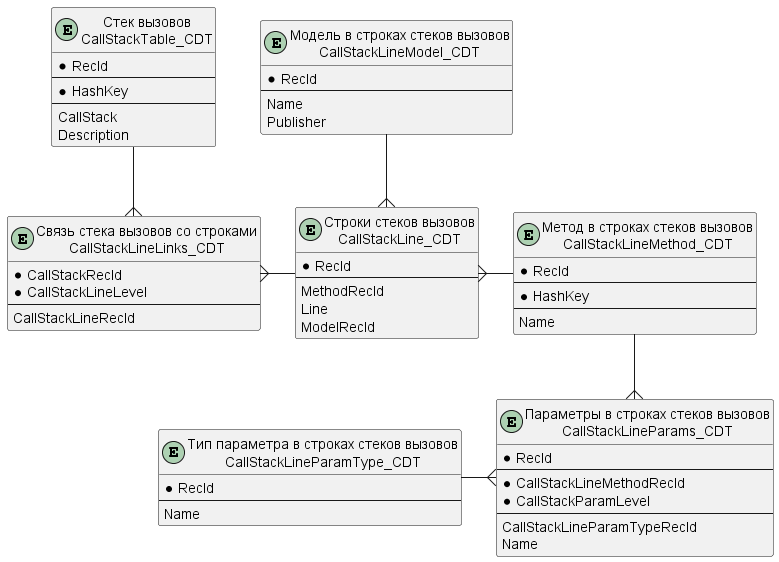 E
Стек вызовов
CallStackTable_CDT
RecId
HashKey
CallStack
Description
E
Модель в строках стеков вызовов
CallStackLineModel_CDT
RecId
Name
Publisher
E
Связь стека вызовов со строками
CallStackLineLinks_CDT
CallStackRecId
CallStackLineLevel
CallStackLineRecId
E
Строки стеков вызовов
CallStackLine_CDT
RecId
MethodRecId
Line
ModelRecId
E
Метод в строках стеков вызовов
CallStackLineMethod_CDT
RecId
HashKey
Name
E
Тип параметра в строках стеков вызовов
CallStackLineParamType_CDT
RecId
Name
E
Параметры в строках стеков вызовов
CallStackLineParams_CDT
RecId
CallStackLineMethodRecId
CallStackParamLevel
CallStackLineParamTypeRecId
Name